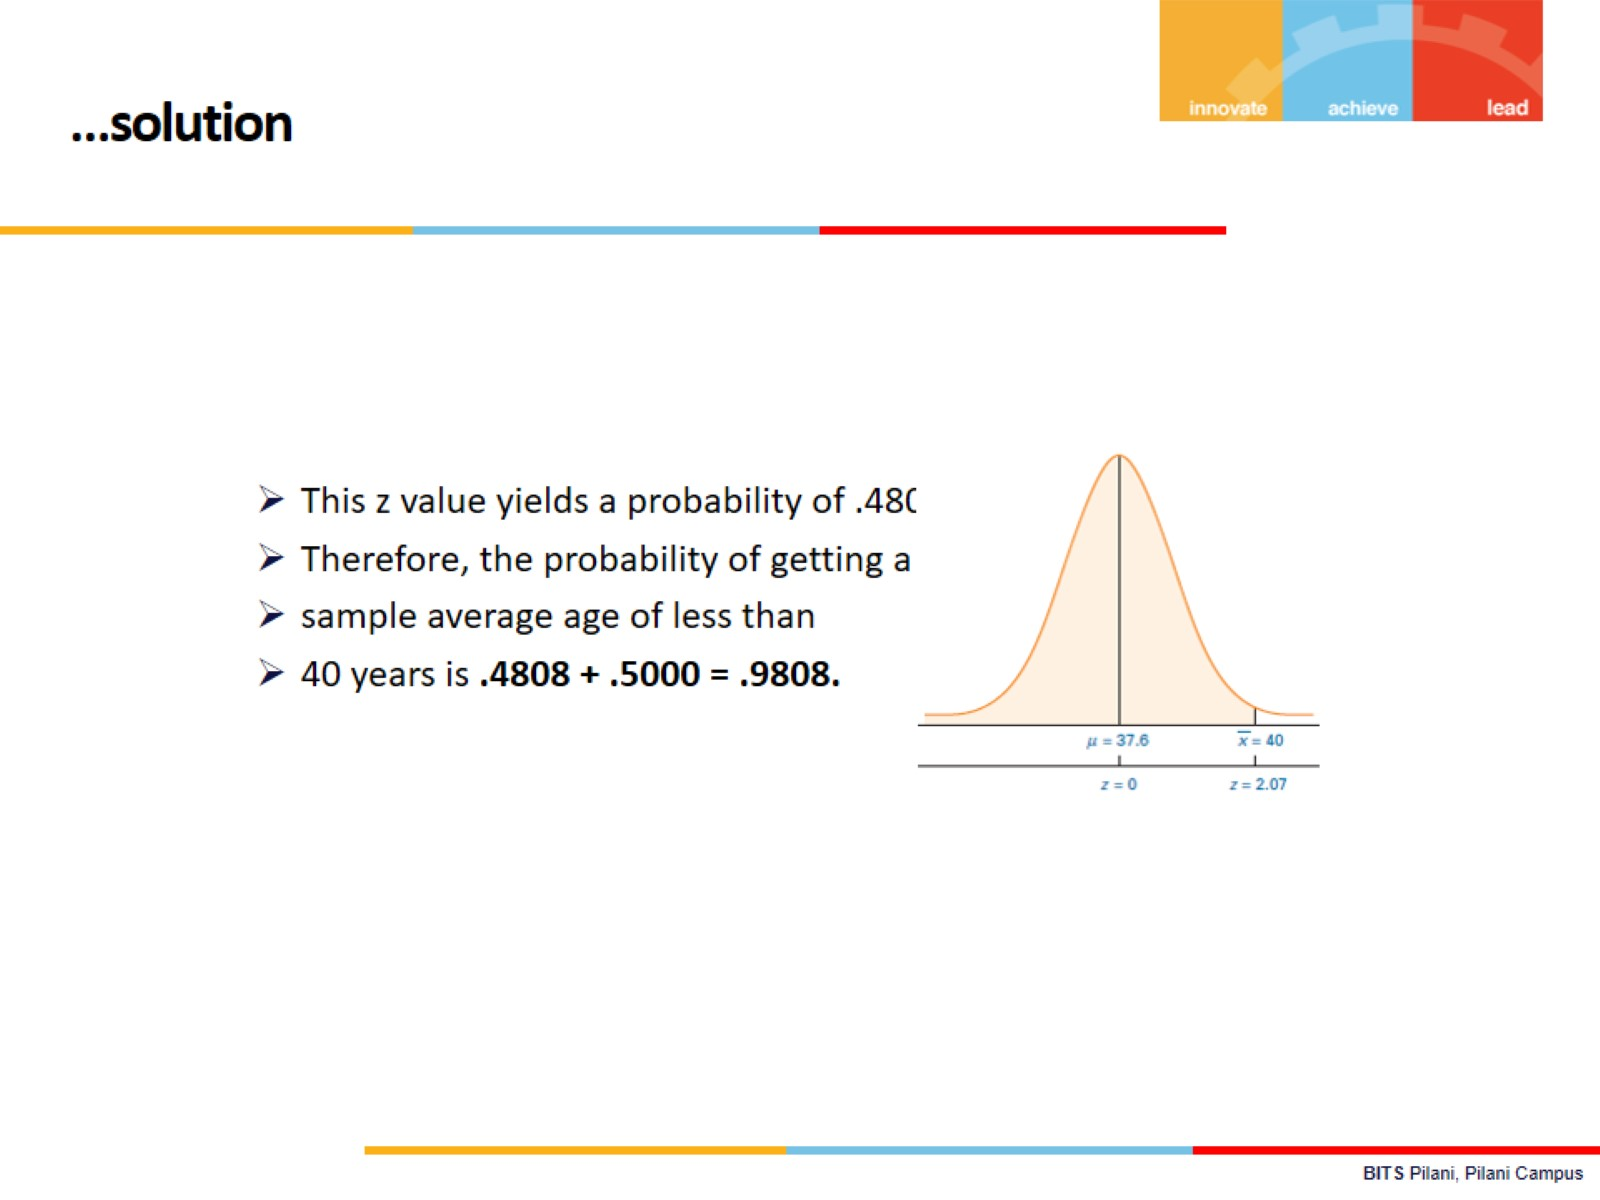 innovate achieve lead
...solution
➢ This z value yields a probability of .480
➢ Therefore, the probability of getting a
➢ sample average age of less than
➢ 40 years is .4808 + .5000 = .9808.
μ = 37.6 x̅ = 40
z = 0 z = 2.07
BITS Pilani, Pilani Campus